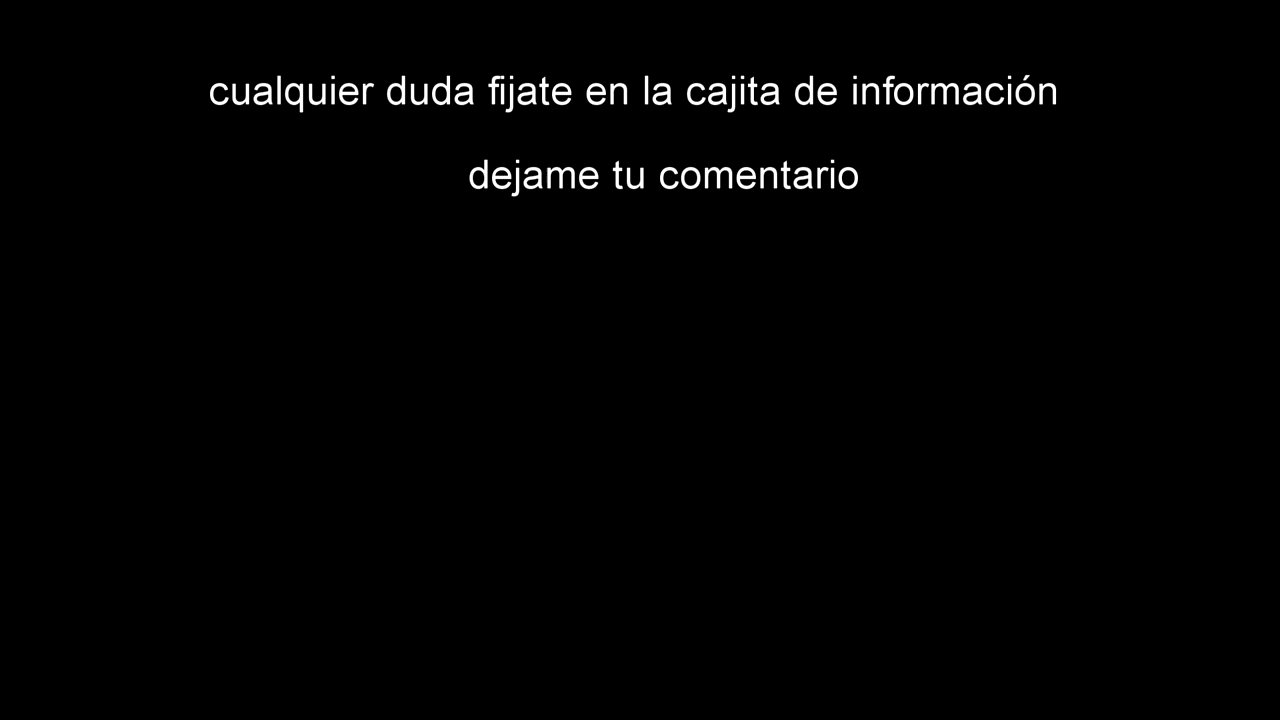 cualquier duda fijate en la cajita de información
dejame tu comentario